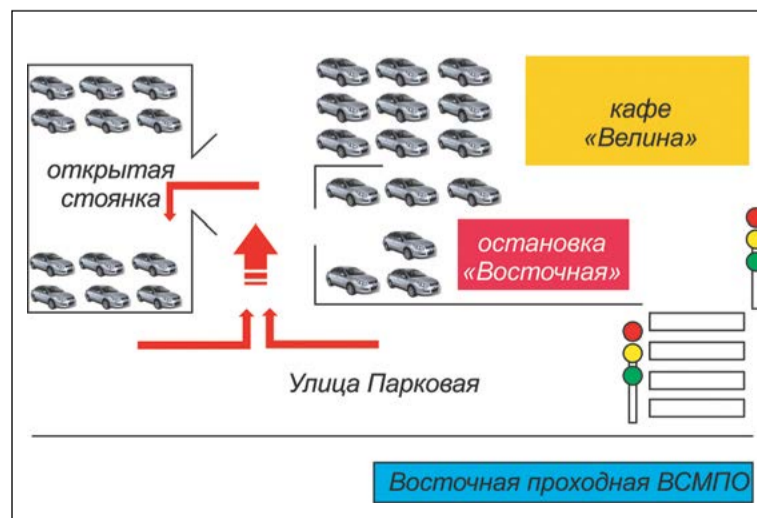 кафе
«Велина»
открытая
стоянка
остановка
«Восточная»
Улица Парковая
Восточная проходная ВСМПО